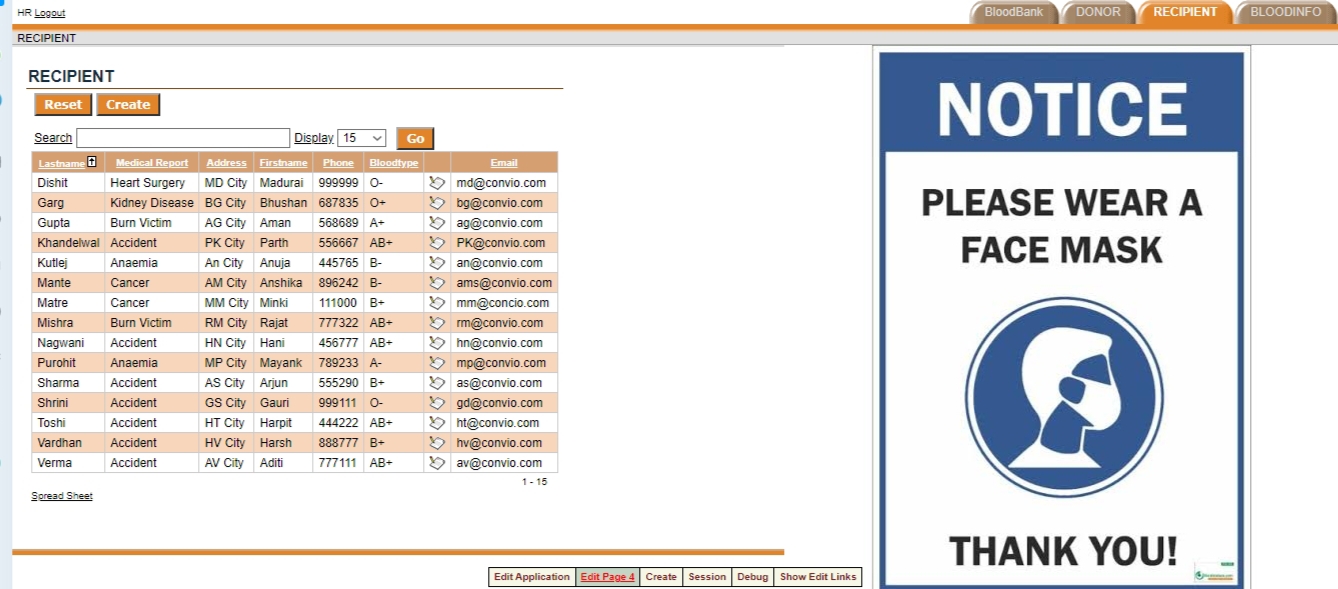 HR Logout
BloodBank DONOR RECIPIENT BLOODINFO
RECIPIENT
RECIPIENT
Reset Create
Search Display 15 Go
Lastname Medical Report Address Firstname Phone Bloodtype Email
Dishit Heart Surgery MD City Madurai 999999 O- md@convio.com
Garg Kidney Disease BG City Bhushan 687835 O+ bg@convio.com
Gupta Burn Victim AG City Aman 568689 A+ ag@convio.com
Khandelwal Accident PK City Parth 556667 AB+ PK@convio.com
Kutlej Anaemia An City Anuja 445765 B- an@convio.com
Mante Cancer AM City Anshika 896242 B- ams@convio.com
Matre Cancer MM City Minki 111000 B+ mm@concio.com
Mishra Burn Victim RM City Rajat 777322 AB+ rm@convio.com
Nagwani Accident HN City Hani 456777 AB+ hn@convio.com
Purohit Anaemia MP City Mayank 789233 A- mp@convio.com
Sharma Accident AS City Arjun 555290 B+ as@convio.com
Shrini Accident GS City Gauri 999111 O- gd@convio.com
Toshi Accident HT City Harpit 444222 AB+ ht@convio.com
Vardhan Accident HV City Harsh 888777 B+ hv@convio.com
Verma Accident AV City Aditi 777111 AB+ av@convio.com
1 - 15
Spread Sheet
Edit Application Edit Page 4 Create Session Debug Show Edit Links
NOTICE
PLEASE WEAR A
FACE MASK
THANK YOU!